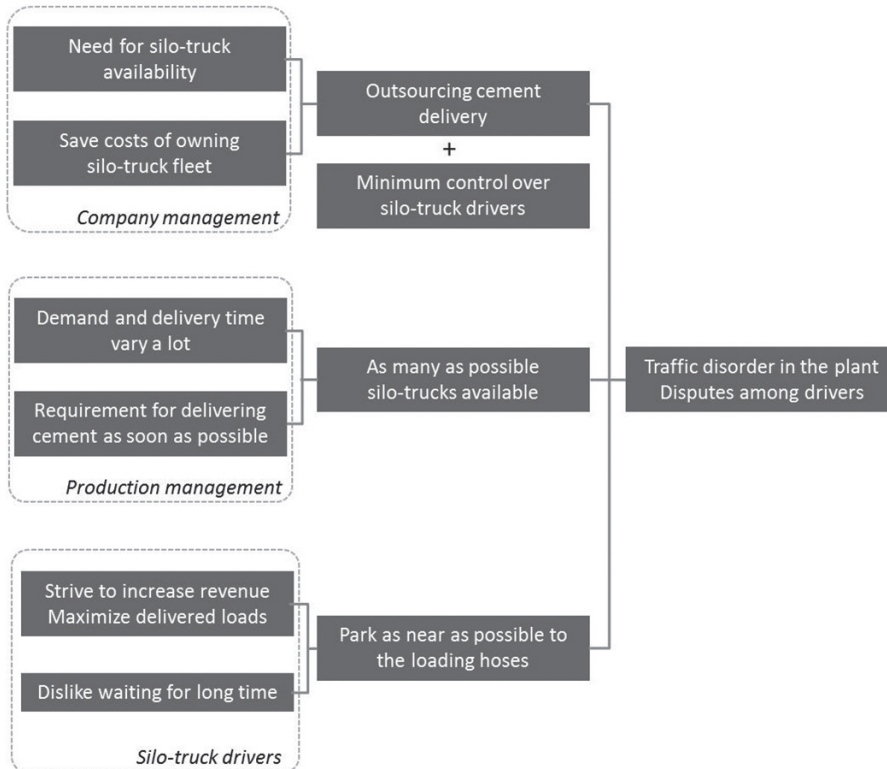 Need for silo-truck
availability
Save costs of owning
silo-truck fleet
Company management
Outsourcing cement
delivery
+
Minimum control over
silo-truck drivers
Demand and delivery time
vary a lot
Requirement for delivering
cement as soon as possible
Production management
As many as possible
silo-trucks available
Traffic disorder in the plant
Disputes among drivers
Strive to increase revenue
Maximize delivered loads
Dislike waiting for long time
Silo-truck drivers
Park as near as possible to
the loading hoses